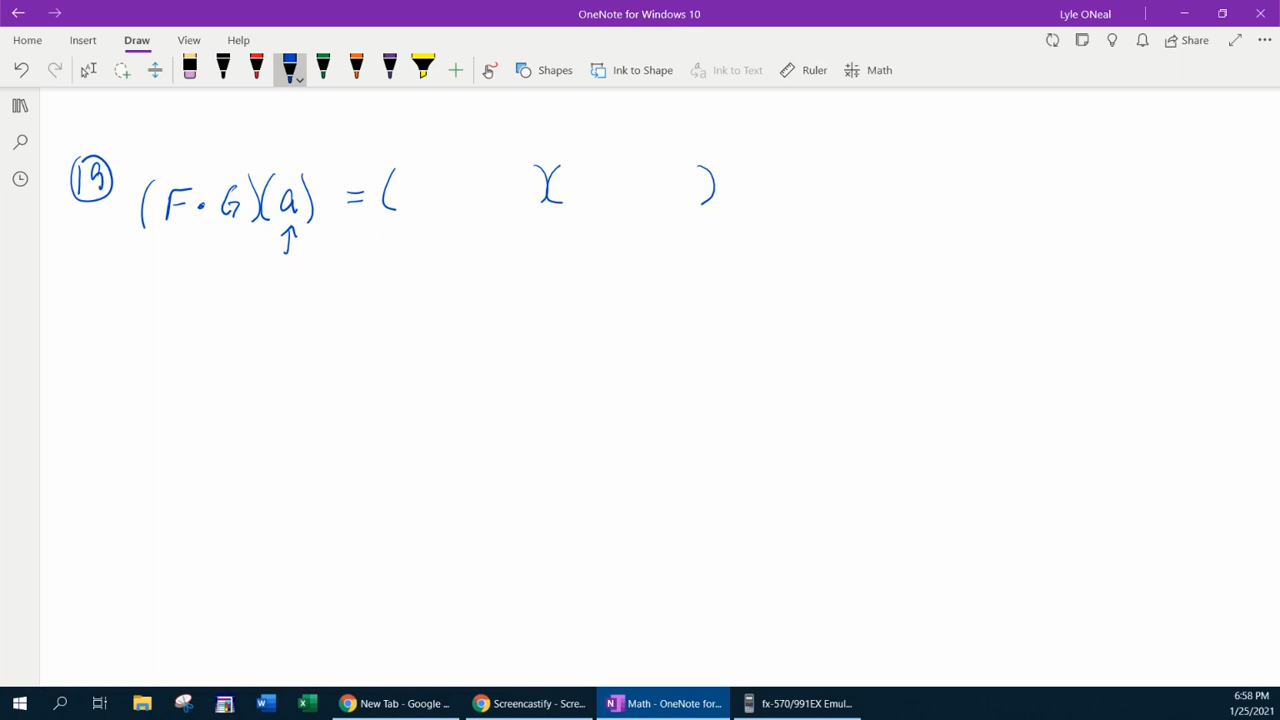 OneNote for Windows 10
Lyle ONeal
Home Insert Draw View Help
Share
Shapes Ink to Shape Ink to Text Ruler Math
19 (F · G)(a) = ( )( )
New Tab - Google ...
Screencastify - Scre...
Math - OneNote for...
fx-570/991EX Emul...
6:58 PM
1/25/2021